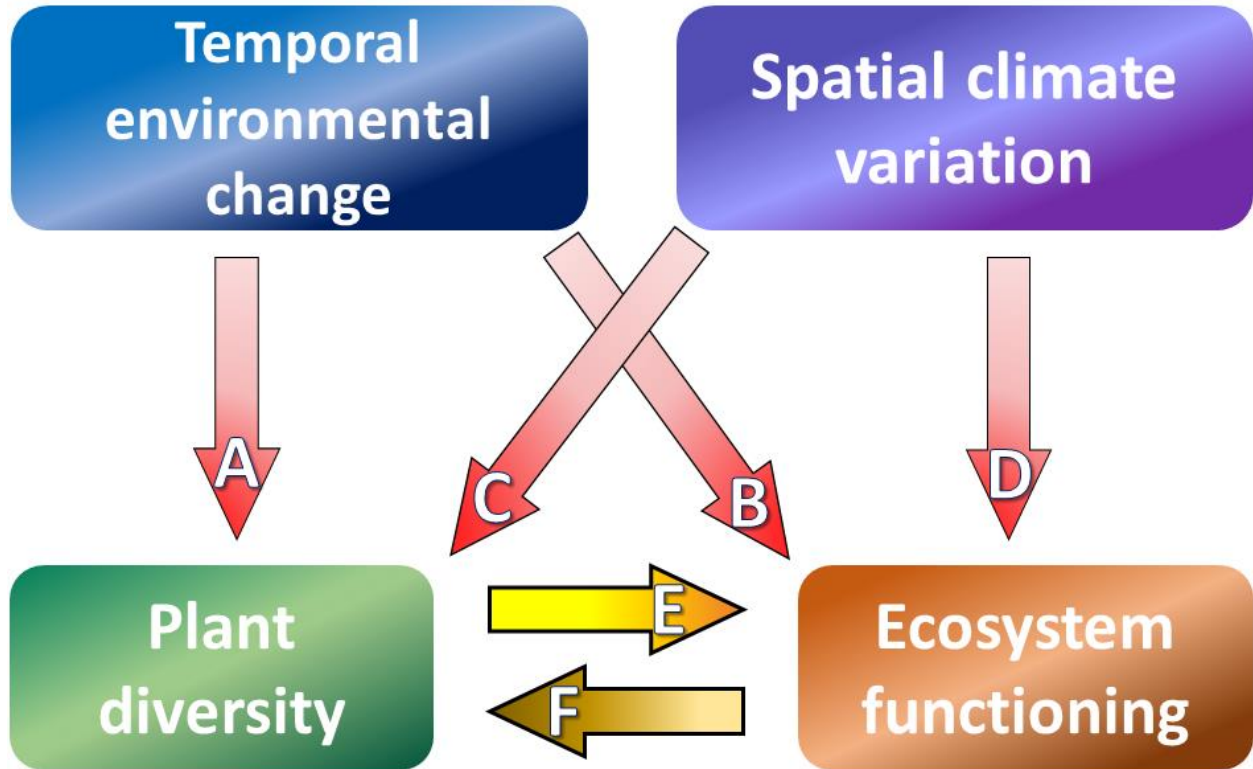 Temporal
environmental
change
Spatial climate
variation
A
C
B
D
Plant
diversity
E
F
Ecosystem
functioning